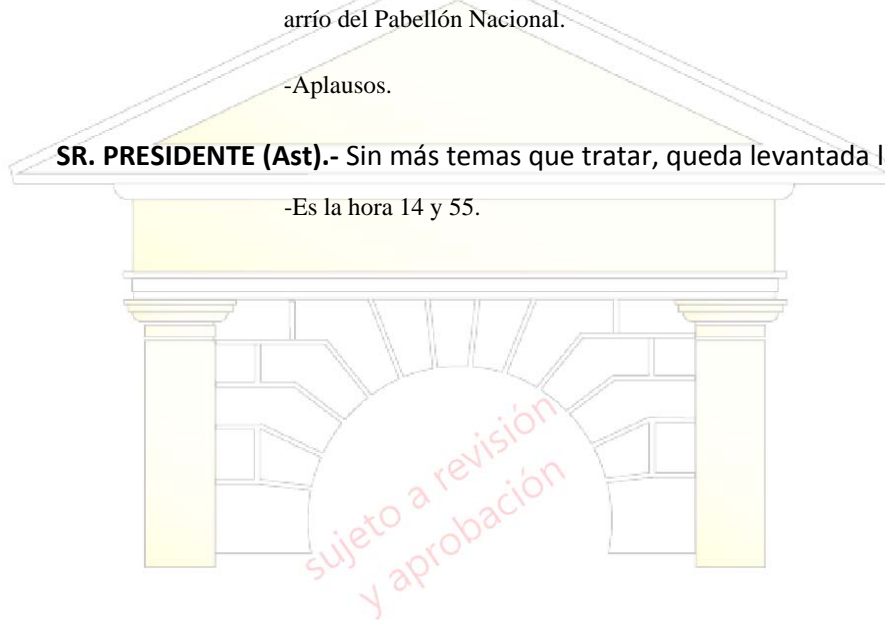 arrío del Pabellón Nacional.
-Aplausos.
SR. PRESIDENTE (Ast).- Sin más temas que tratar, queda levantada l
-Es la hora 14 y 55.
sujeto a revisión
y aprobación